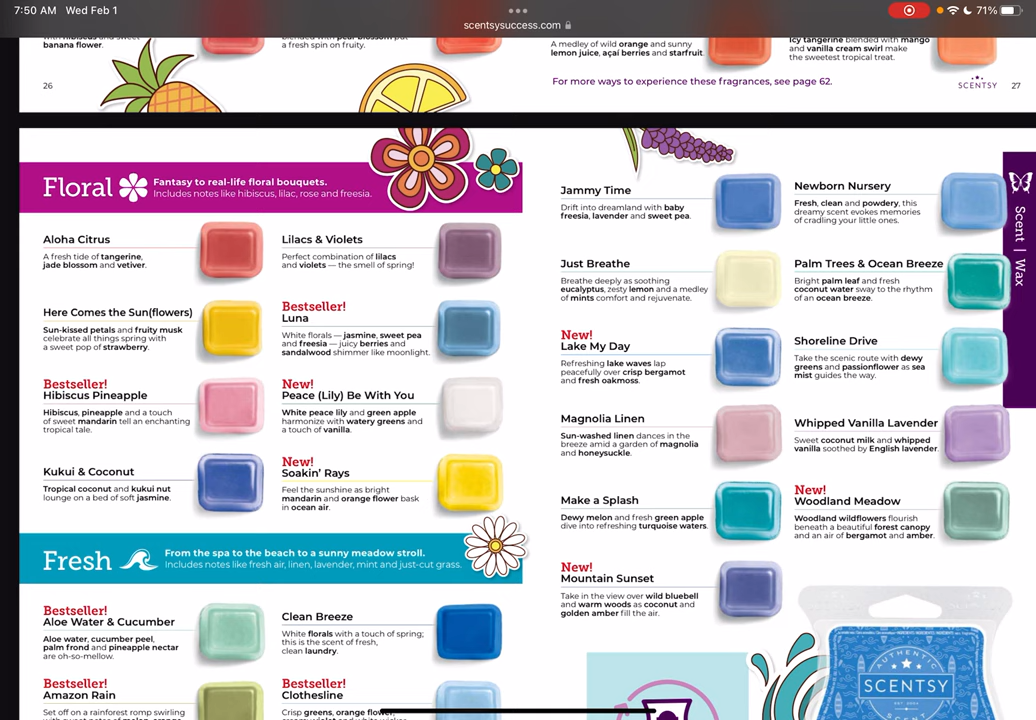 7:50 AM Wed Feb 1
71%
scentsysuccess.com
banana flower.
a fresh spin on fruity.
A medley of wild orange and sunny
lemon juice, açaí berries and starfruit.
Icy tangerine blended with mango
and vanilla cream swirl make
the sweetest tropical treat.
26
For more ways to experience these fragrances, see page 62.
SCENTSY
27
Floral
Fantasy to real-life floral bouquets.
Includes notes like hibiscus, lilac, rose and freesia.
Aloha Citrus
A fresh tide of tangerine,
jade blossom and vetiver.
Here Comes the Sun(flowers)
Sun-kissed petals and fruity musk
celebrate all things spring with
a sweet pop of strawberry.
Bestseller!
Hibiscus Pineapple
Hibiscus, pineapple and a touch
of sweet mandarin tell an enchanting
tropical tale.
Kukui & Coconut
Tropical coconut and kukui nut
lounge on a bed of soft jasmine.
Lilacs & Violets
Perfect combination of lilacs
and violets — the smell of spring!
Bestseller!
Luna
White florals — jasmine, sweet pea
and freesia — juicy berries and
sandalwood shimmer like moonlight.
New!
Peace (Lily) Be With You
White peace lily and green apple
harmonize with watery greens and
a touch of vanilla.
New!
Soakin' Rays
Feel the sunshine as bright
mandarin and orange flower bask
in ocean air.
Fresh
From the spa to the beach to a sunny meadow stroll.
Includes notes like fresh air, linen, lavender, mint and just-cut grass.
Bestseller!
Aloe Water & Cucumber
Aloe water, cucumber peel,
palm frond and pineapple nectar
are oh-so-mellow.
Bestseller!
Amazon Rain
Set off on a rainforest romp swirling
Clean Breeze
White florals with a touch of spring;
this is the scent of fresh,
clean laundry.
Bestseller!
Clothesline
Crisp greens, orange flower,
Jammy Time
Drift into dreamland with baby
freesia, lavender and sweet pea.
Just Breathe
Breathe deeply as soothing
eucalyptus, zesty lemon and a medley
of mints comfort and rejuvenate.
New!
Lake My Day
Refreshing lake waves lap
peacefully over crisp bergamot
and fresh oakmoss.
Magnolia Linen
Sun-washed linen dances in the
breeze amid a garden of magnolia
and honeysuckle.
Make a Splash
Dewy melon and fresh green apple
dive into refreshing turquoise waters.
New!
Mountain Sunset
Take in the view over wild bluebell
and warm woods as coconut and
golden amber fill the air.
Newborn Nursery
Fresh, clean and powdery, this
dreamy scent evokes memories
of cradling your little ones.
Palm Trees & Ocean Breeze
Bright palm leaf and fresh
coconut water sway to the rhythm
of an ocean breeze.
Shoreline Drive
Take the scenic route with dewy
greens and passionflower as sea
mist guides the way.
Whipped Vanilla Lavender
Sweet coconut milk and whipped
vanilla soothed by English lavender.
New!
Woodland Meadow
Woodland wildflowers flourish
beneath a beautiful forest canopy
and an air of bergamot and amber.
Scent | Wax
AUTHENTIC
SCENTSY